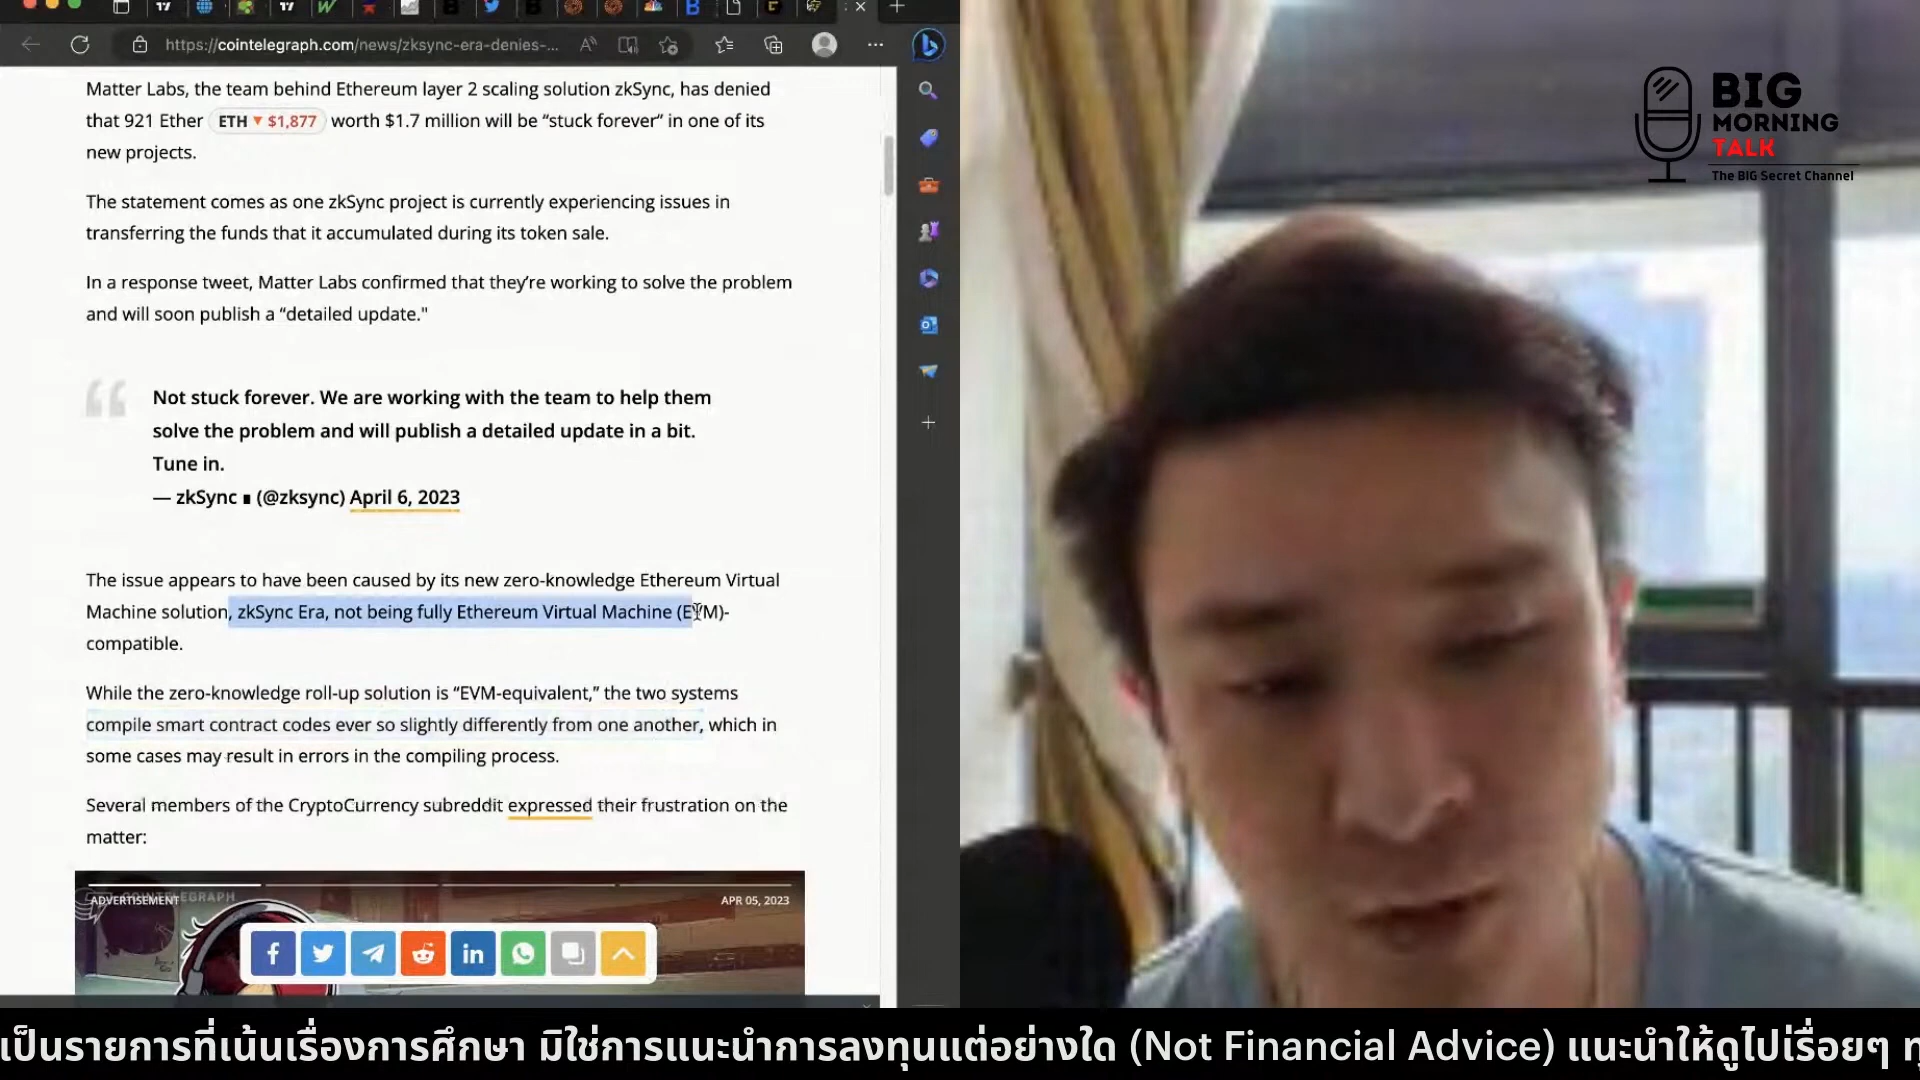 https://cointelegraph.com/news/zksync-era-denies-...
Matter Labs, the team behind Ethereum layer 2 scaling solution zkSync, has denied
that 921 Ether ETH ▼ $1,877 worth $1.7 million will be “stuck forever” in one of its
new projects.
The statement comes as one zkSync project is currently experiencing issues in
transferring the funds that it accumulated during its token sale.
In a response tweet, Matter Labs confirmed that they’re working to solve the problem
and will soon publish a “detailed update."
Not stuck forever. We are working with the team to help them
solve the problem and will publish a detailed update in a bit.
Tune in.
— zkSync ∎ (@zksync) April 6, 2023
The issue appears to have been caused by its new zero-knowledge Ethereum Virtual
Machine solution, zkSync Era, not being fully Ethereum Virtual Machine (EVM)-
compatible.
While the zero-knowledge roll-up solution is “EVM-equivalent,” the two systems
compile smart contract codes ever so slightly differently from one another, which in
some cases may result in errors in the compiling process.
Several members of the CryptoCurrency subreddit expressed their frustration on the
matter:
COINTELEGRAPH
ADVERTISEMENT
APR 05, 2023
BIG
MORNING
TALK
The BIG Secret Channel
เป็นรายการที่เน้นเรื่องการศึกษา มิใช่การแนะนำการลงทุนแต่อย่างใด (Not Financial Advice) แนะนำให้ดูไปเรื่อยๆ